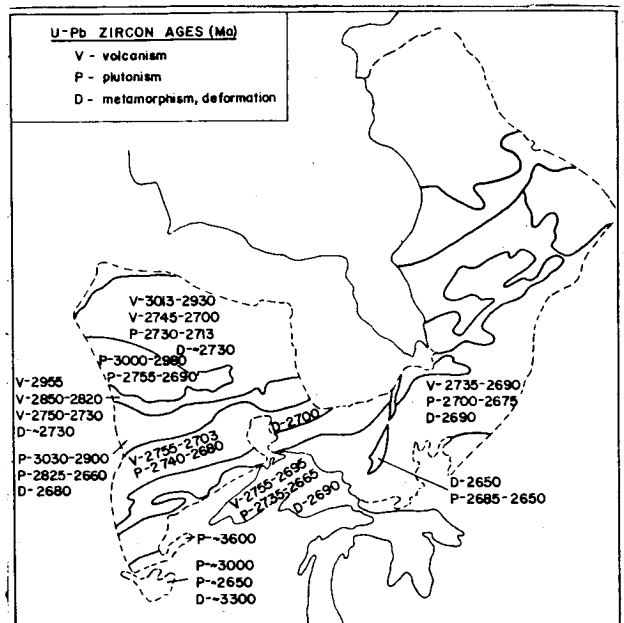 U-Pb ZIRCON AGES (Ma)
V - volcanism
P - plutonism
D - metamorphism, deformation
V-3013-2930
V-2745-2700
P-2730-2713
D-~2730
P-3000-2980
P-2755-2690
V-2955
V-2850-2820
V-2750-2730
D-~2730
P-3030-2900
P-2825-2660
D-2680
V-2755-2703
P-2740-2680
D-2700
V-2735-2690
P-2700-2675
D-2690
D-2650
P-2685-2650
V-2755-2695
P-2735-2665
D-2690
P-~3600
P-~3000
P-~2650
D-~3300